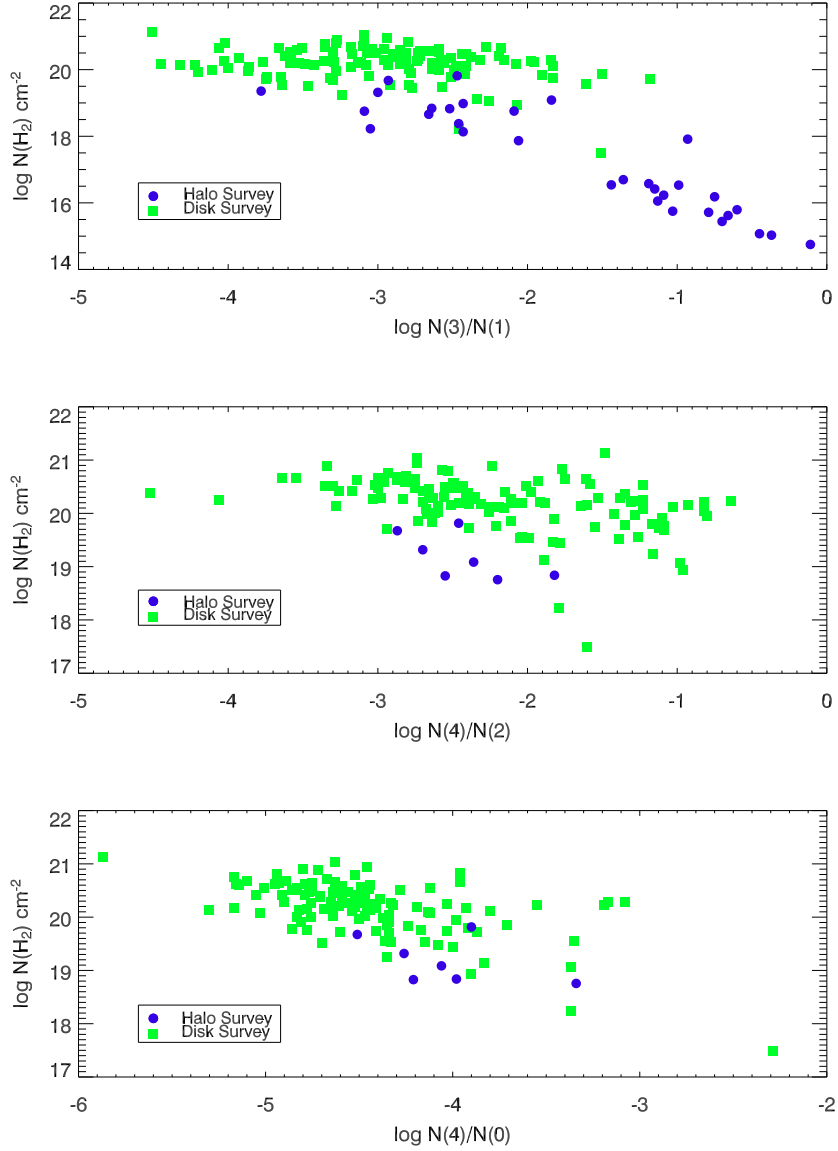 22
20
18
16
14
log N(H₂) cm⁻²
Halo Survey
Disk Survey
-5 -4 -3 -2 -1 0
log N(3)/N(1)
22
21
20
19
18
17
log N(H₂) cm⁻²
Halo Survey
Disk Survey
-5 -4 -3 -2 -1 0
log N(4)/N(2)
22
21
20
19
18
17
log N(H₂) cm⁻²
Halo Survey
Disk Survey
-6 -5 -4 -3 -2
log N(4)/N(0)